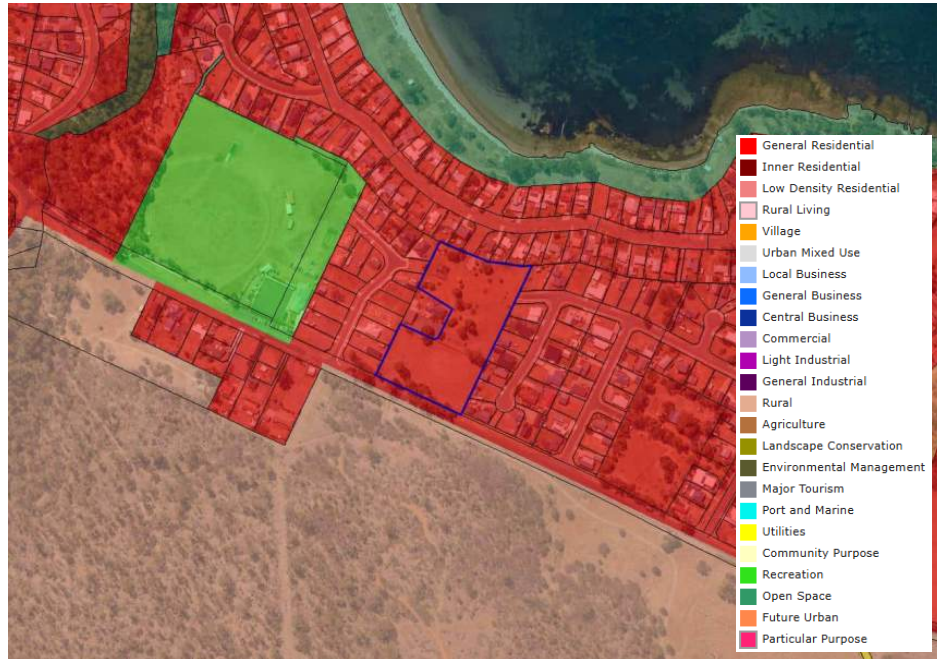 General Residential
Inner Residential
Low Density Residential
Rural Living
Village
Urban Mixed Use
Local Business
General Business
Central Business
Commercial
Light Industrial
General Industrial
Rural
Agriculture
Landscape Conservation
Environmental Management
Major Tourism
Port and Marine
Utilities
Community Purpose
Recreation
Open Space
Future Urban
Particular Purpose